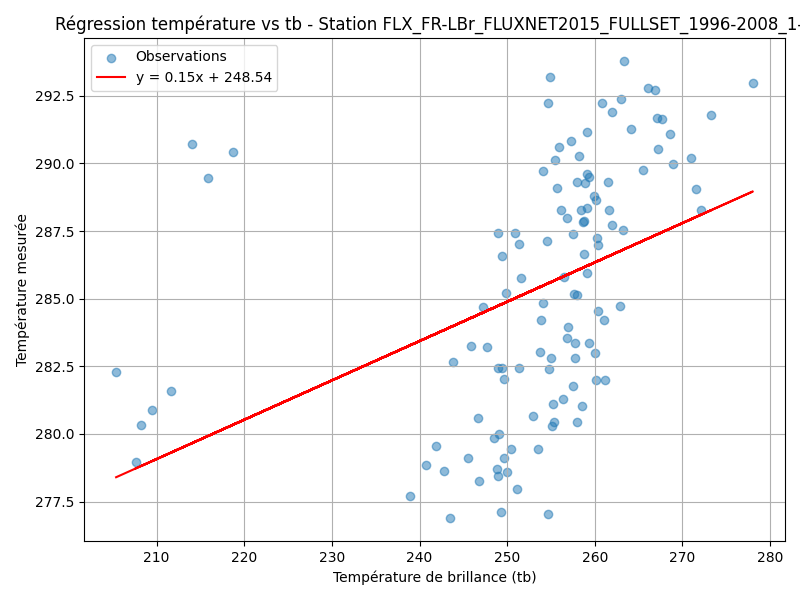 Régression température vs tb - Station FLX_FR-LBr_FLUXNET2015_FULLSET_1996-2008_1-
Observations
y = 0.15x + 248.54
Température mesurée
292.5
290.0
287.5
285.0
282.5
280.0
277.5
210 220 230 240 250 260 270 280
Température de brillance (tb)